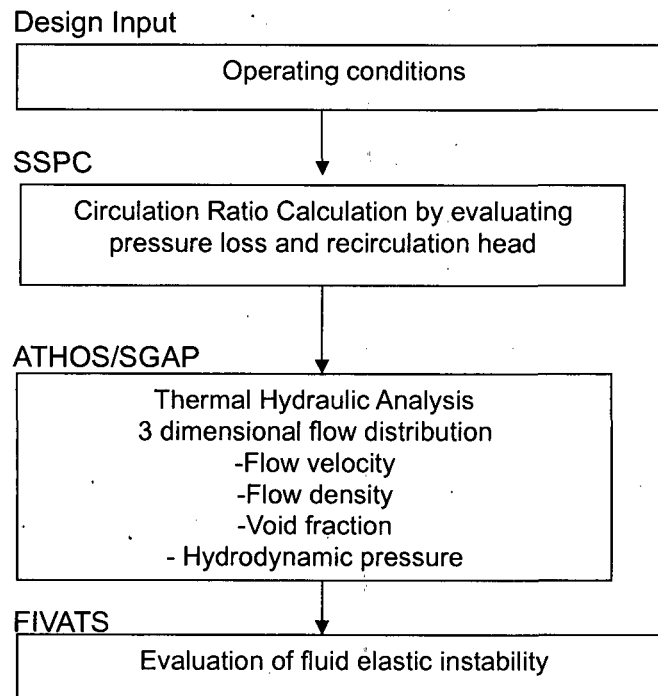 Design Input
Operating conditions
SSPC
Circulation Ratio Calculation by evaluating
pressure loss and recirculation head
ATHOS/SGAP
Thermal Hydraulic Analysis
3 dimensional flow distribution
-Flow velocity
-Flow density
-Void fraction
- Hydrodynamic pressure
FIVATS
Evaluation of fluid elastic instability